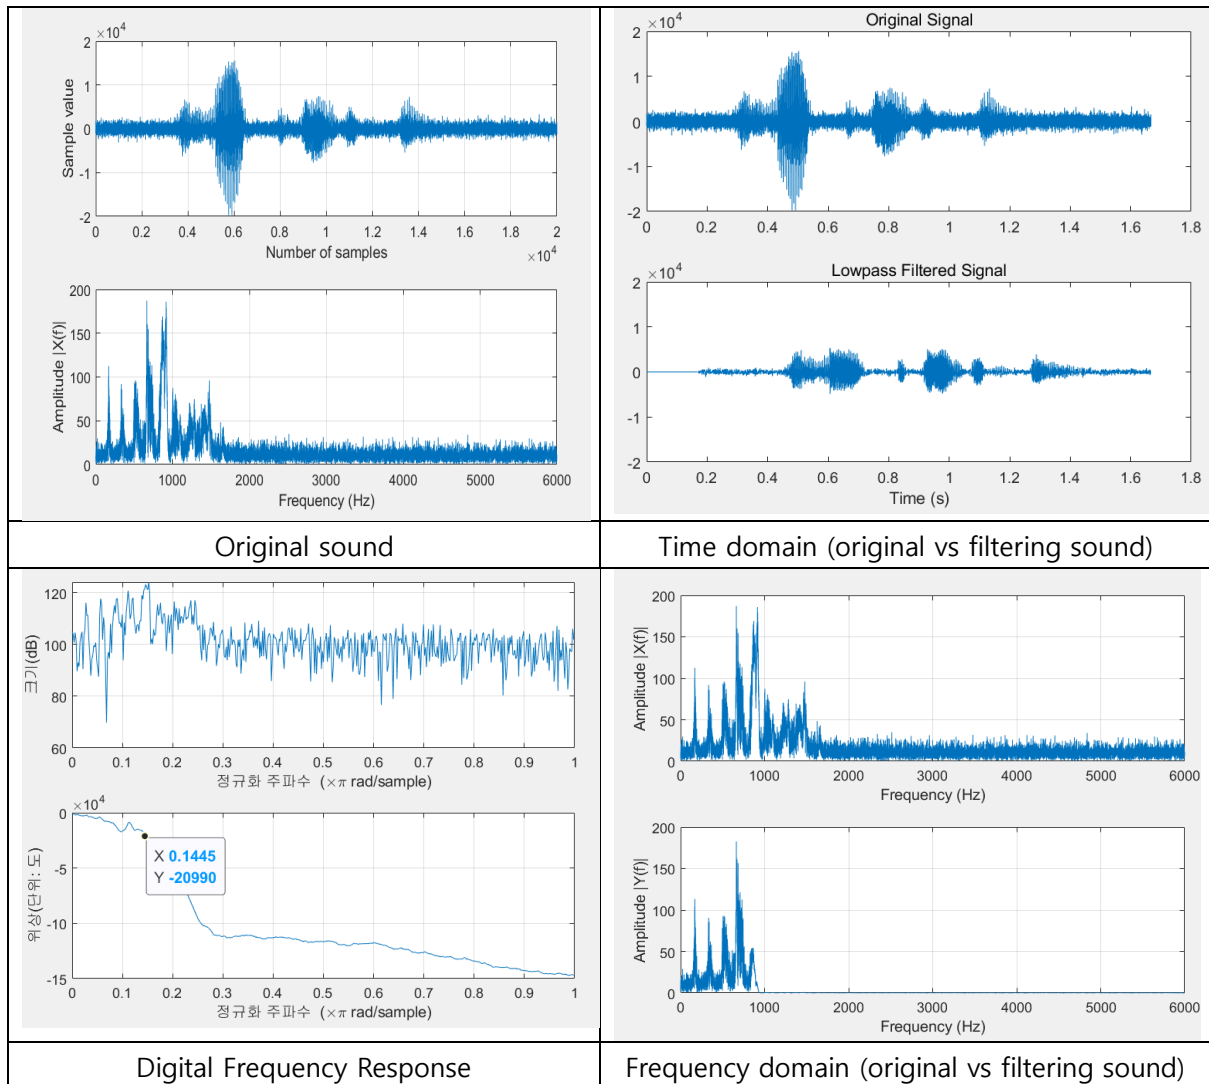 ×10⁴
2
1
0
-1
-2
Sample value
0 0.2 0.4 0.6 0.8 1 1.2 1.4 1.6 1.8 2
Number of samples
×10⁴
200
150
100
50
0
Amplitude |X(f)|
0 1000 2000 3000 4000 5000 6000
Frequency (Hz)
Original sound
Original Signal
×10⁴
2
1
0
-1
-2
0 0.2 0.4 0.6 0.8 1 1.2 1.4 1.6 1.8
Lowpass Filtered Signal
×10⁴
2
1
0
-1
-2
0 0.2 0.4 0.6 0.8 1 1.2 1.4 1.6 1.8
Time (s)
Time domain (original vs filtering sound)
120
100
80
60
크기(dB)
0 0.1 0.2 0.3 0.4 0.5 0.6 0.7 0.8 0.9 1
정규화 주파수 (×π rad/sample)
×10⁴
0
-5
-10
-15
위상(단위: 도)
X 0.1445
Y -20990
0 0.1 0.2 0.3 0.4 0.5 0.6 0.7 0.8 0.9 1
정규화 주파수 (×π rad/sample)
Digital Frequency Response
200
150
100
50
0
Amplitude |X(f)|
0 1000 2000 3000 4000 5000 6000
Frequency (Hz)
200
150
100
50
0
Amplitude |Y(f)|
0 1000 2000 3000 4000 5000 6000
Frequency (Hz)
Frequency domain (original vs filtering sound)